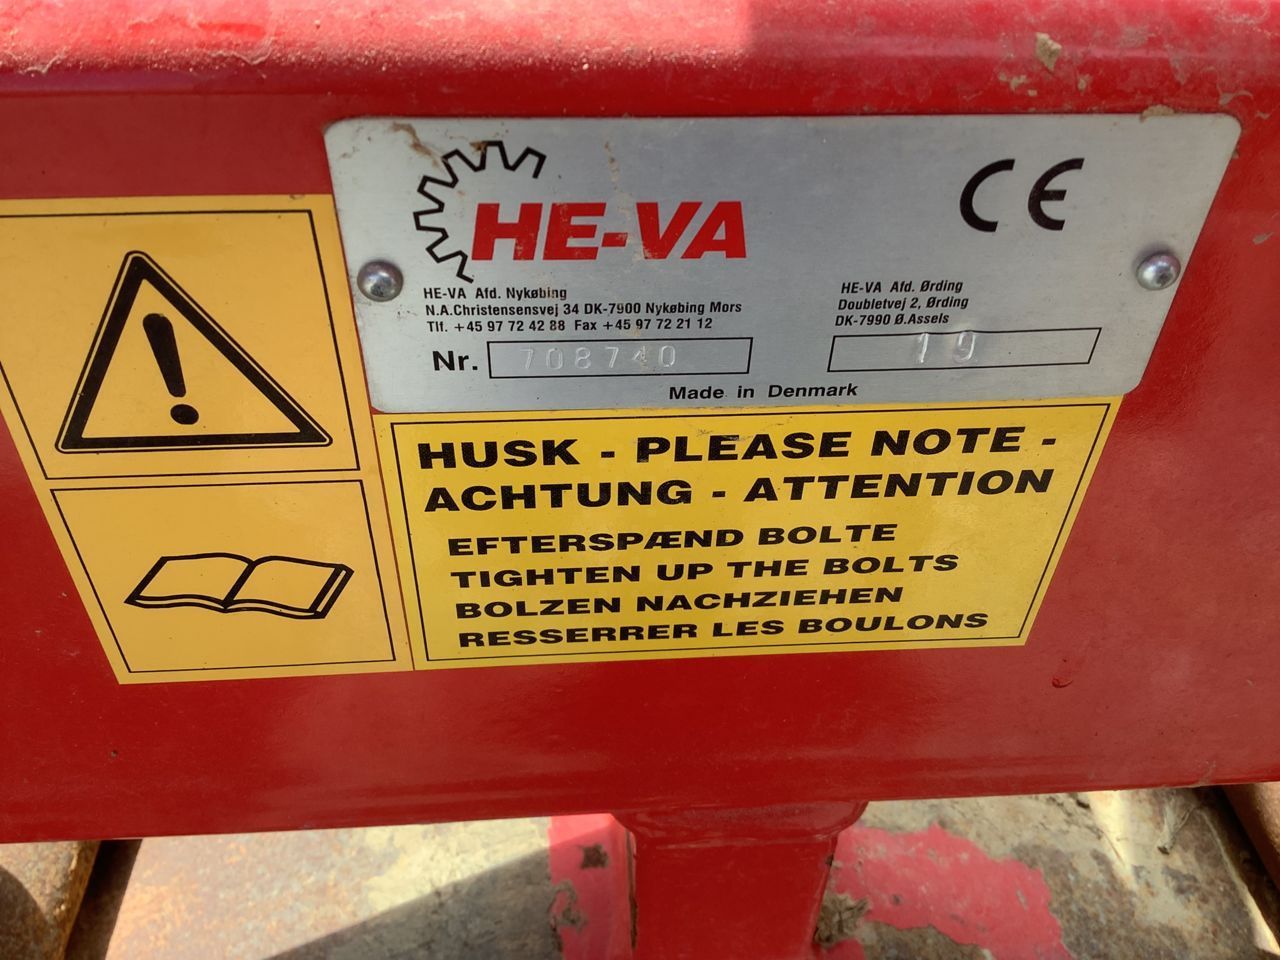 HE-VA
CE
HE-VA Afd. Nykøbing
N.A.Christensensvej 34 DK-7900 Nykøbing Mors
Tlf. +45 97 72 42 88 Fax +45 97 72 21 12
HE-VA Afd. Ørding
Doubletvej 2, Ørding
DK-7990 Ø.Assels
Nr. 708740
19
Made in Denmark
HUSK - PLEASE NOTE -
ACHTUNG - ATTENTION
EFTERSPÆND BOLTE
TIGHTEN UP THE BOLTS
BOLZEN NACHZIEHEN
RESSERRER LES BOULONS